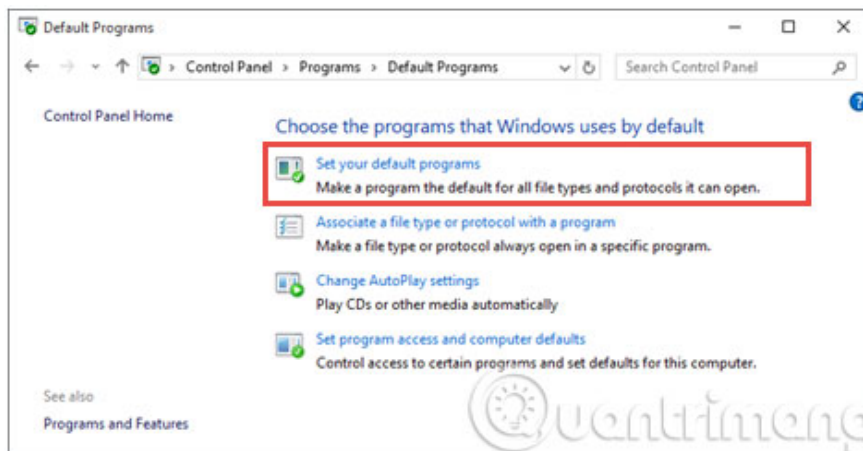 Default Programs
Control Panel > Programs > Default Programs
Search Control Panel
Control Panel Home
Choose the programs that Windows uses by default
Set your default programs
Make a program the default for all file types and protocols it can open.
Associate a file type or protocol with a program
Make a file type or protocol always open in a specific program.
Change AutoPlay settings
Play CDs or other media automatically
Set program access and computer defaults
Control access to certain programs and set defaults for this computer.
See also
Programs and Features
Quantrimang